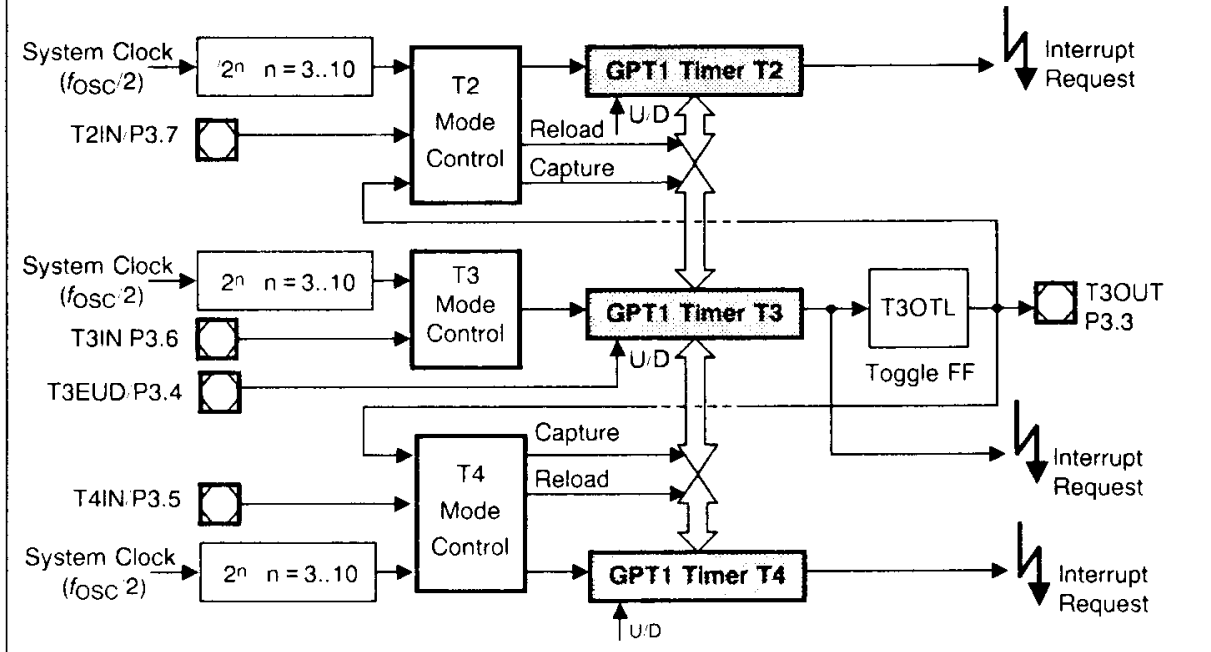 System Clock
(fOSC/2)
/2ⁿ n = 3..10
T2IN/P3.7
T2
Mode
Control
GPT1 Timer T2
U/D
Reload
Capture
Interrupt
Request
System Clock
(fOSC/2)
2ⁿ n = 3..10
T3IN P3.6
T3EUD/P3.4
T3
Mode
Control
GPT1 Timer T3
U/D
T3OTL
Toggle FF
T3OUT
P3.3
Interrupt
Request
T4IN/P3.5
System Clock
(fOSC/2)
2ⁿ n = 3..10
T4
Mode
Control
Capture
Reload
GPT1 Timer T4
U/D
Interrupt
Request